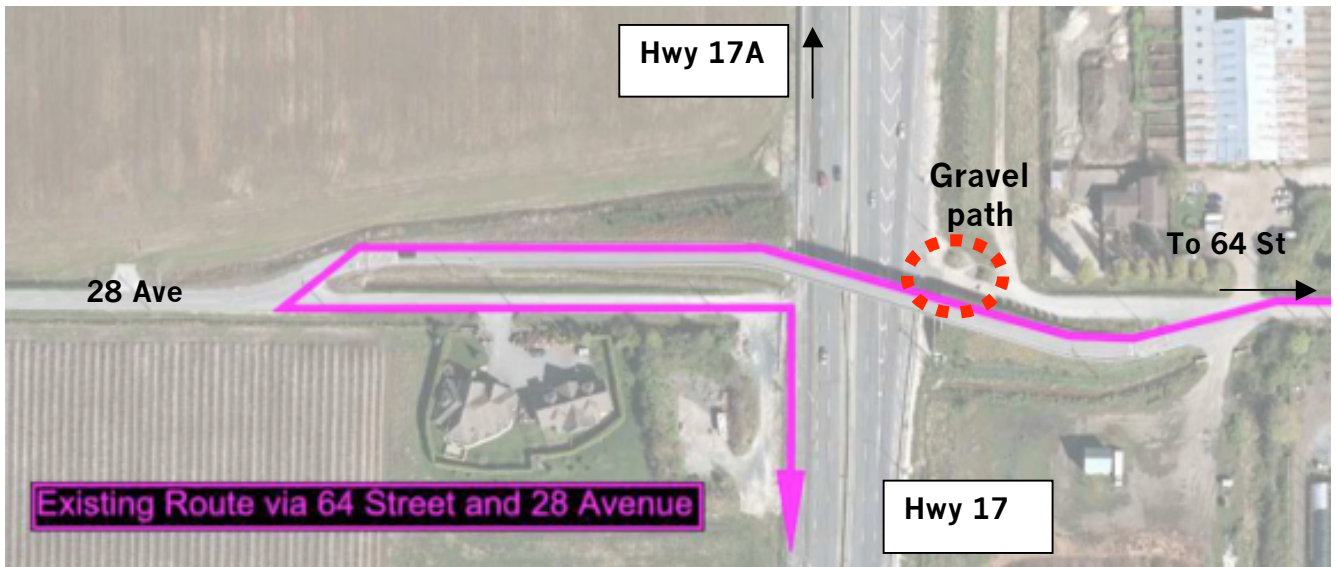 Hwy 17A
Gravel
path
To 64 St
28 Ave
Existing Route via 64 Street and 28 Avenue
Hwy 17